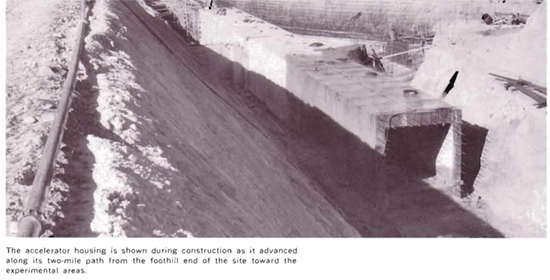 The accelerator housing is shown during construction as it advanced
along its two-mile path from the foothill end of the site toward the
experimental areas.